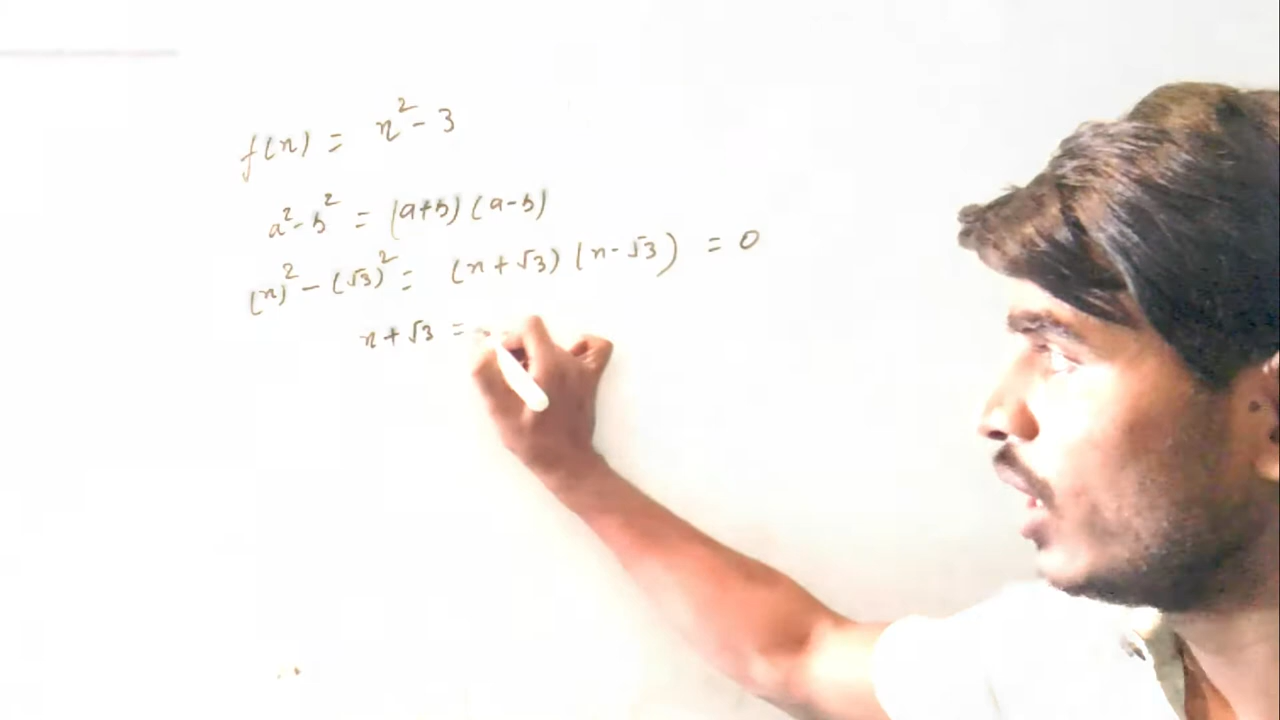 f(x) = x² - 3
a² - b² = (a+b) (a-b)
(x)² - (√3)² = (x + √3) (x - √3) = 0
x + √3 =